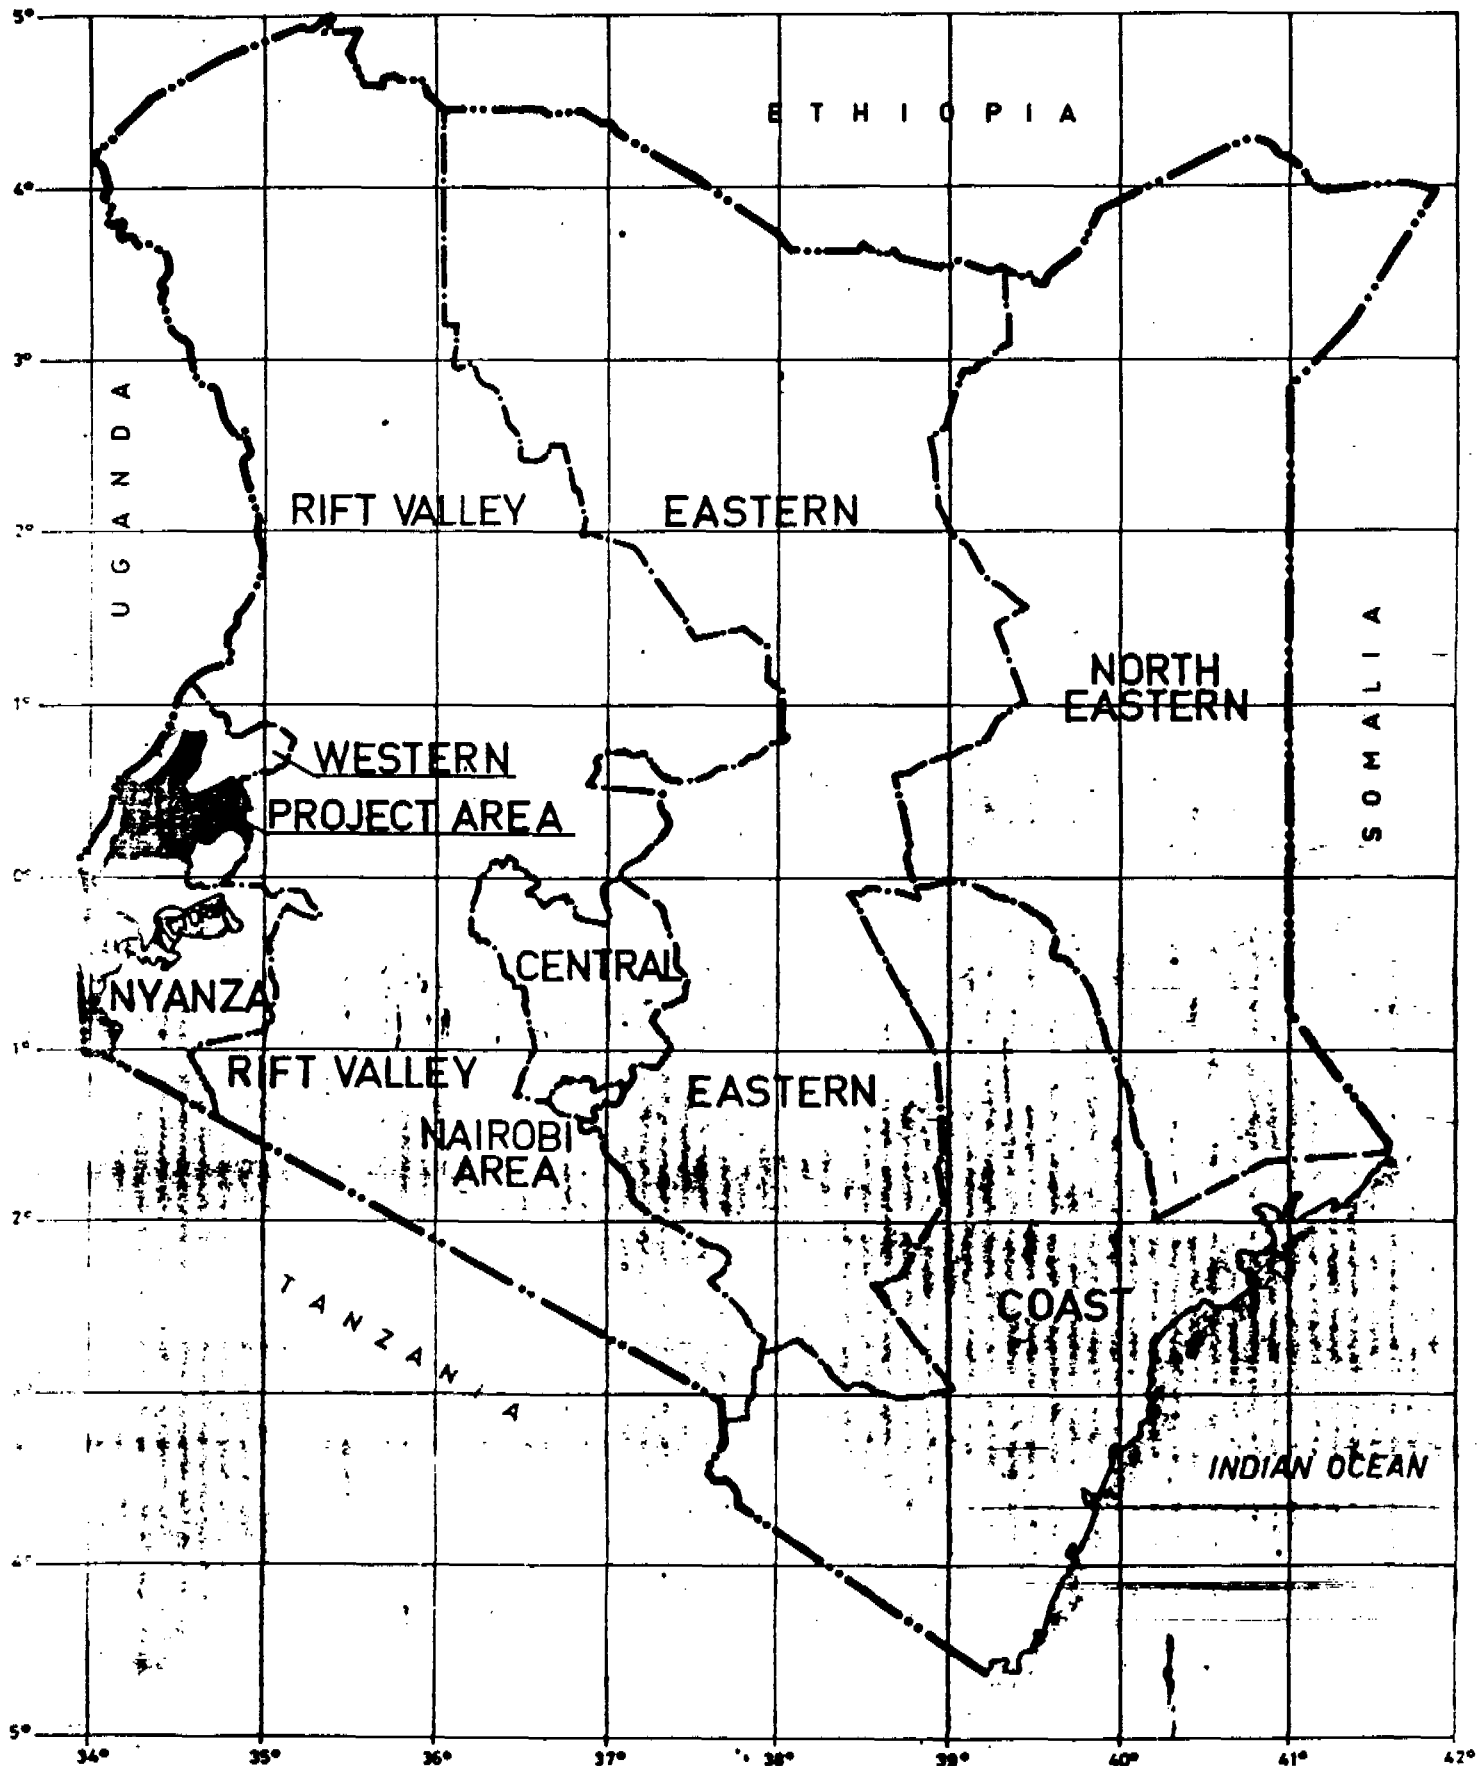 5°
ETHIOPIA
4°
3°
UGANDA
RIFT VALLEY
EASTERN
2°
NORTH
EASTERN
SOMALIA
1°
WESTERN
PROJECT AREA
0°
CENTRAL
NYANZA
1°
RIFT VALLEY
EASTERN
NAIROBI
AREA
2°
TANZANIA
COAST
INDIAN OCEAN
4°
5°
34°
35°
36°
37°
38°
39°
40°
41°
42°